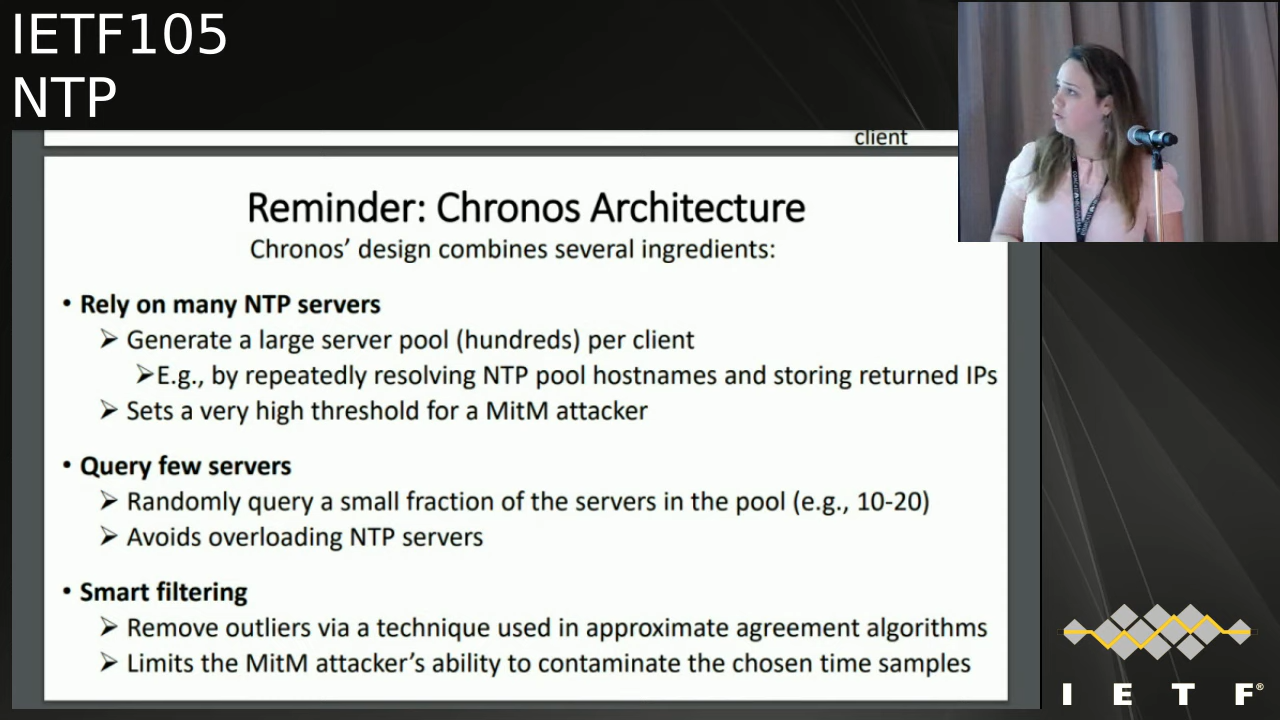 IETF105
NTP
client
Reminder: Chronos Architecture
Chronos’ design combines several ingredients:
• Rely on many NTP servers
➢ Generate a large server pool (hundreds) per client
➢E.g., by repeatedly resolving NTP pool hostnames and storing returned IPs
➢ Sets a very high threshold for a MitM attacker
• Query few servers
➢ Randomly query a small fraction of the servers in the pool (e.g., 10-20)
➢ Avoids overloading NTP servers
• Smart filtering
➢ Remove outliers via a technique used in approximate agreement algorithms
➢ Limits the MitM attacker’s ability to contaminate the chosen time samples
I E T F®